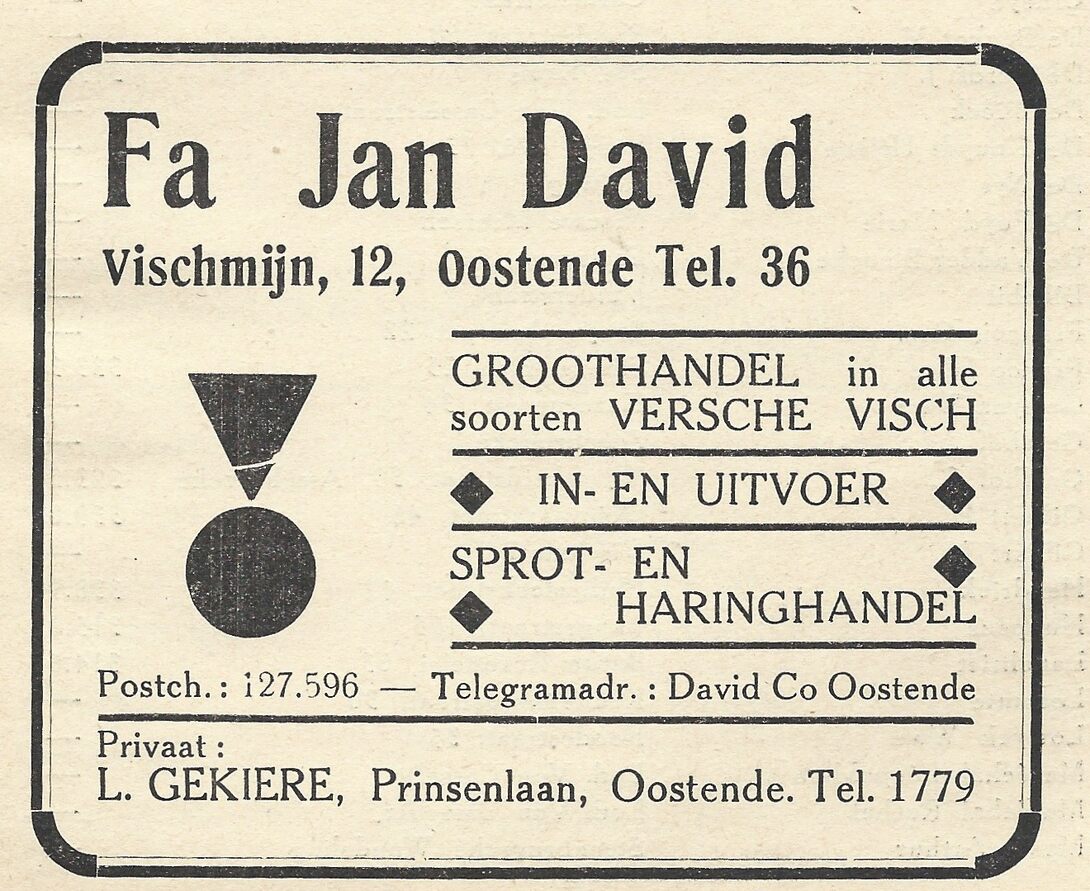 Fa Jan David
Vischmijn, 12, Oostende Tel. 36
GROOTHANDEL in alle
soorten VERSCHE VISCH
IN- EN UITVOER
SPROT- EN
HARINGHANDEL
Postch.: 127.596 — Telegramadr. : David Co Oostende
Privaat :
L. GEKIERE, Prinsenlaan, Oostende. Tel. 1779